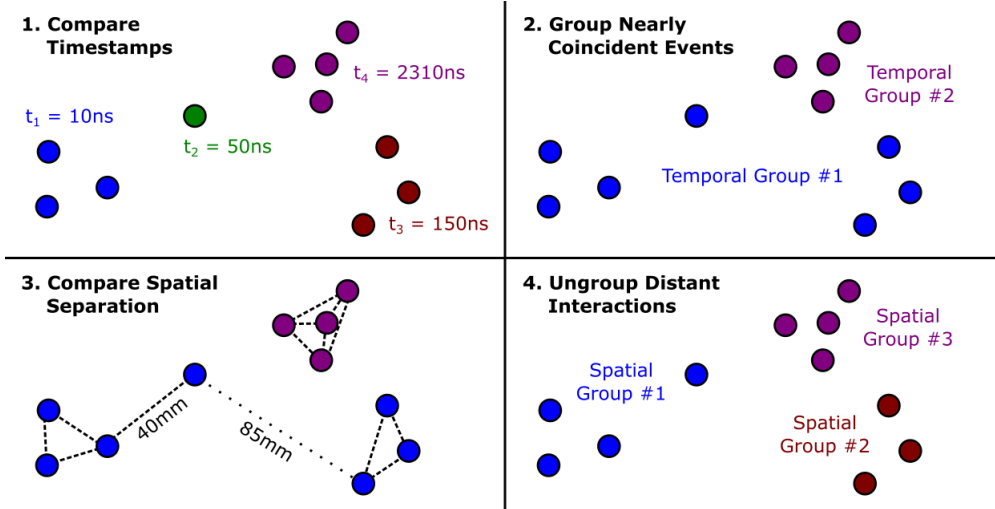 1. Compare
Timestamps
t₄ = 2310ns
t₁ = 10ns
t₂ = 50ns
t₃ = 150ns
2. Group Nearly
Coincident Events
Temporal
Group #2
Temporal Group #1
3. Compare Spatial
Separation
40mm
85mm
4. Ungroup Distant
Interactions
Spatial
Group #3
Spatial
Group #1
Spatial
Group #2